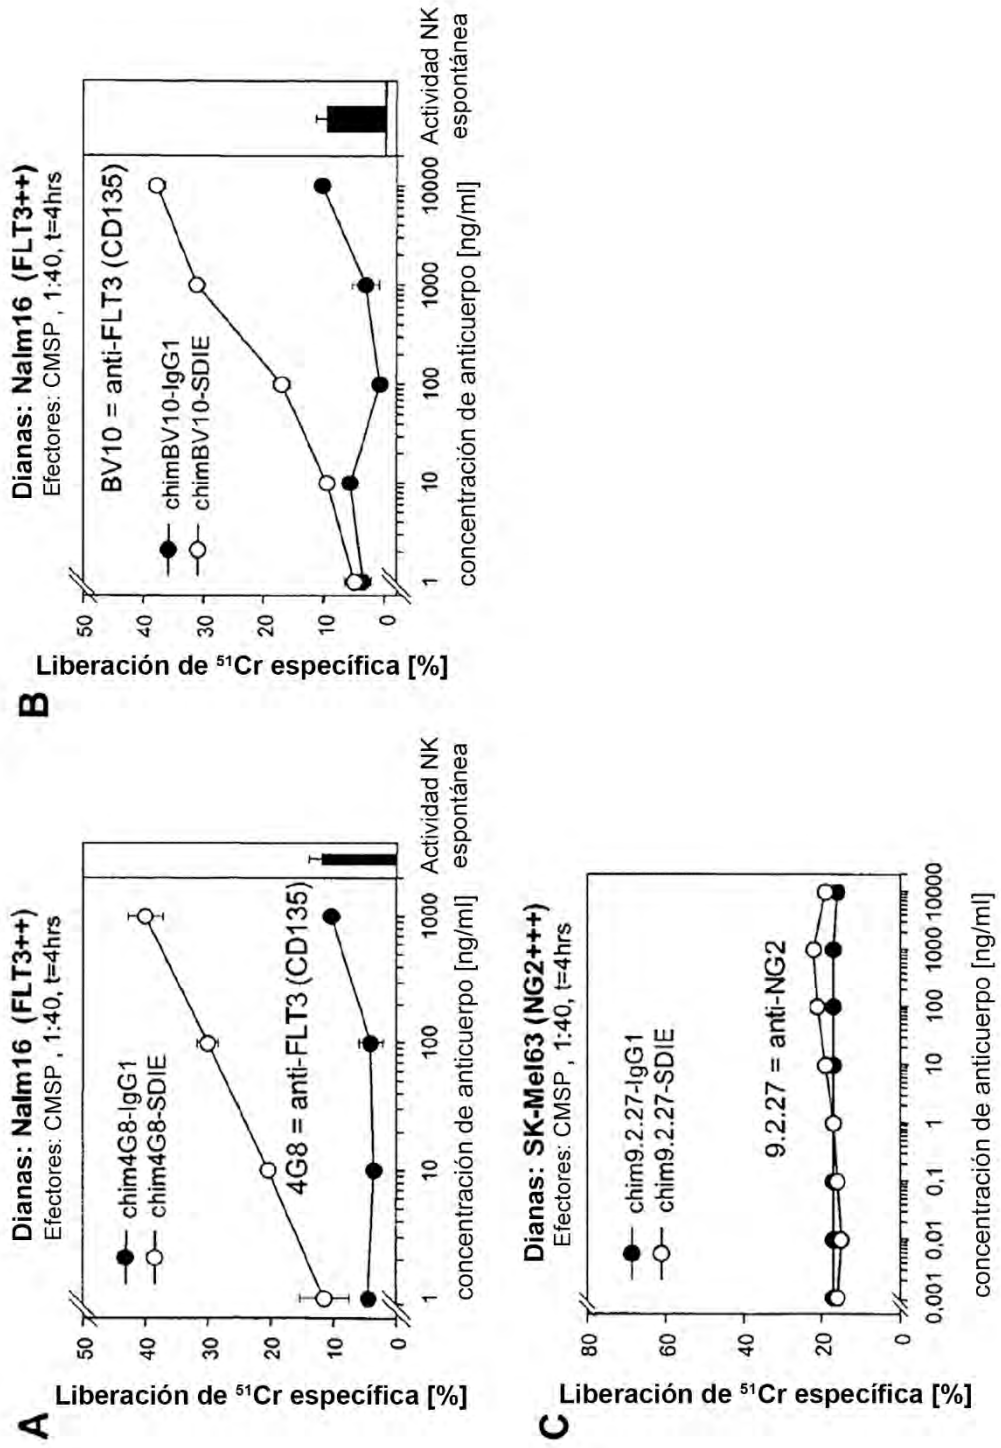 A
Dianas: Nalm16 (FLT3++)
Efectores: CMSP , 1:40, t=4hrs
Liberación de ⁵¹Cr específica [%]
50
40
30
20
10
0
chim4G8-IgG1
chim4G8-SDIE
4G8 = anti-FLT3 (CD135)
1 10 100 1000
concentración de anticuerpo [ng/ml]
Actividad NK
espontánea
B
Dianas: Nalm16 (FLT3++)
Efectores: CMSP , 1:40, t=4hrs
Liberación de ⁵¹Cr específica [%]
50
40
30
20
10
0
BV10 = anti-FLT3 (CD135)
chimBV10-IgG1
chimBV10-SDIE
1 10 100 1000 10000
concentración de anticuerpo [ng/ml]
Actividad NK
espontánea
C
Dianas: SK-Mel63 (NG2+++)
Efectores: CMSP , 1:40, t=4hrs
Liberación de ⁵¹Cr específica [%]
80
60
40
20
0
chim9.2.27-IgG1
chim9.2.27-SDIE
9.2.27 = anti-NG2
0,001 0,01 0,1 1 10 100 1000 10000
concentración de anticuerpo [ng/ml]